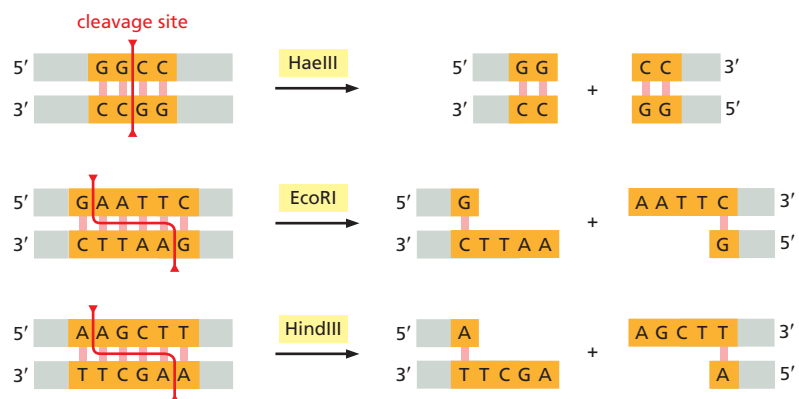 cleavage site
5′ G G C C HaeIII 5′ G G + C C 3′
3′ C C G G C C G G 5′
5′ G A A T T C EcoRI 5′ G + A A T T C 3′
3′ C T T A A G 3′ C T T A A G 5′
5′ A A G C T T HindIII 5′ A + A G C T T 3′
3′ T T C G A A 3′ T T C G A A 5′